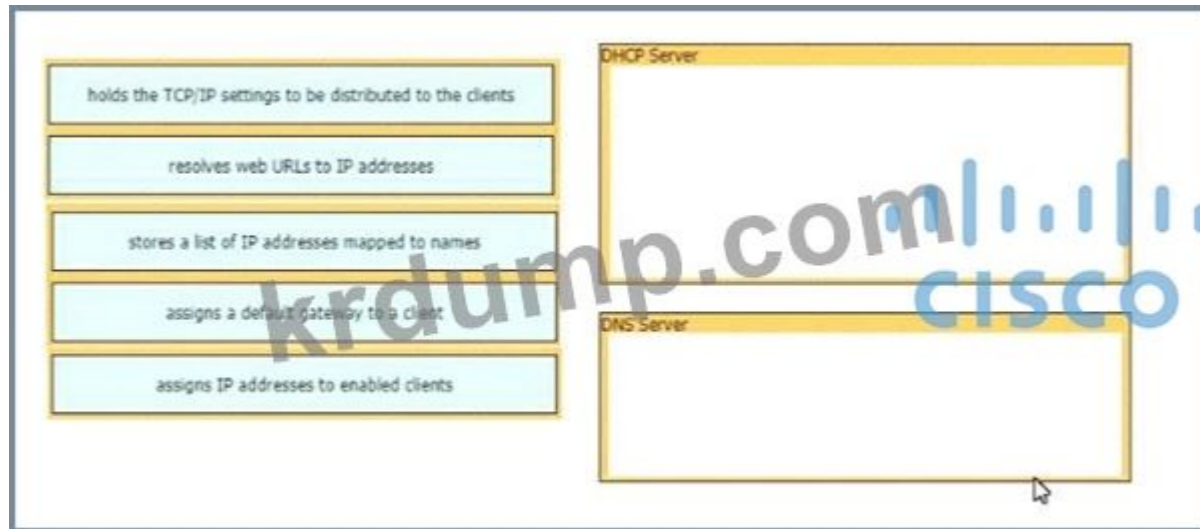 holds the TCP/IP settings to be distributed to the clients
resolves web URLs to IP addresses
stores a list of IP addresses mapped to names
assigns a default gateway to a client
assigns IP addresses to enabled clients
DHCP Server
DNS Server
krdump.com
CISCO